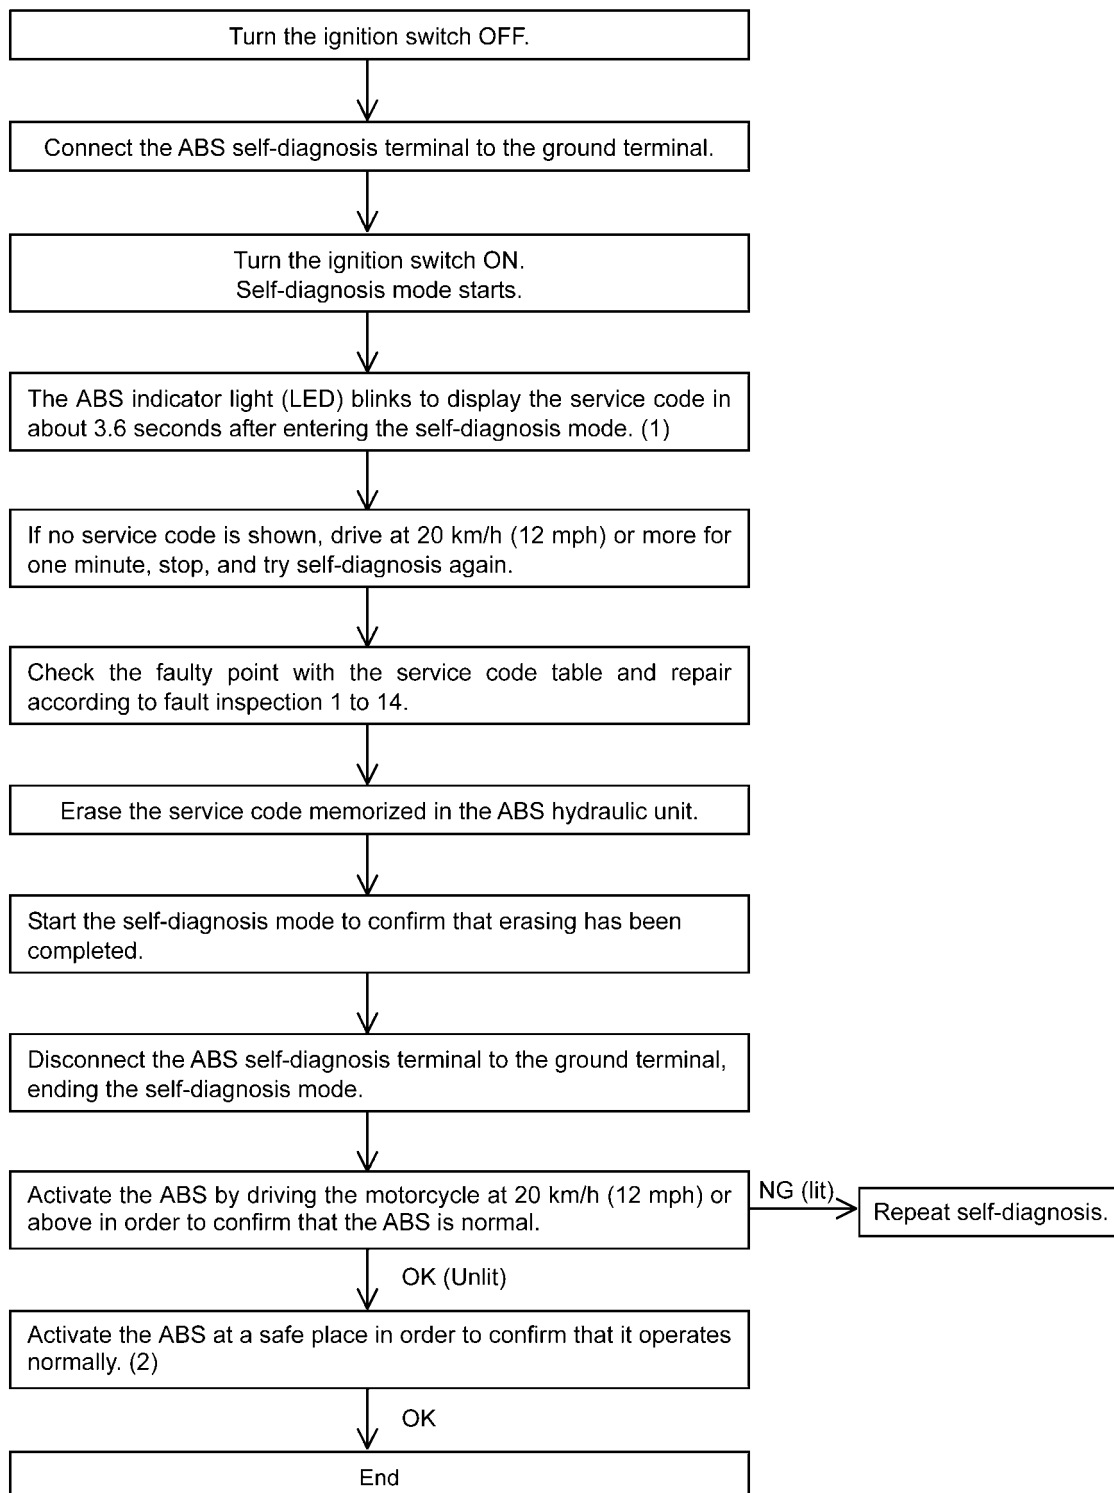 Turn the ignition switch OFF.
Connect the ABS self-diagnosis terminal to the ground terminal.
Turn the ignition switch ON.
Self-diagnosis mode starts.
The ABS indicator light (LED) blinks to display the service code in
about 3.6 seconds after entering the self-diagnosis mode. (1)
If no service code is shown, drive at 20 km/h (12 mph) or more for
one minute, stop, and try self-diagnosis again.
Check the faulty point with the service code table and repair
according to fault inspection 1 to 14.
Erase the service code memorized in the ABS hydraulic unit.
Start the self-diagnosis mode to confirm that erasing has been
completed.
Disconnect the ABS self-diagnosis terminal to the ground terminal,
ending the self-diagnosis mode.
Activate the ABS by driving the motorcycle at 20 km/h (12 mph) or
above in order to confirm that the ABS is normal.
NG (lit)
Repeat self-diagnosis.
OK (Unlit)
Activate the ABS at a safe place in order to confirm that it operates
normally. (2)
OK
End